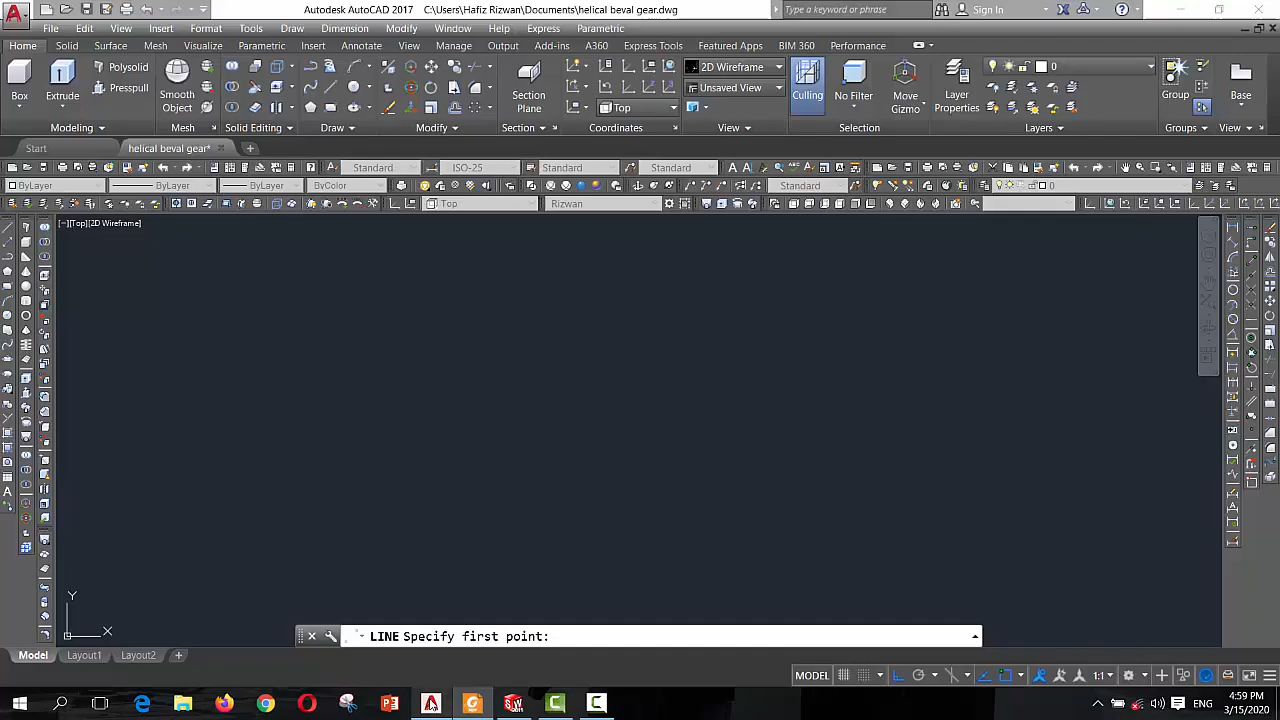 Autodesk AutoCAD 2017    C:\Users\Hafiz Rizwan\Documents\helical beval gear.dwg
Type a keyword or phrase
Sign In
File Edit View Insert Format Tools Draw Dimension Modify Window Help Express Parametric
Home Solid Surface Mesh Visualize Parametric Insert Annotate View Manage Output Add-ins A360 Express Tools Featured Apps BIM 360 Performance
Polysolid 2D Wireframe 0
Presspull Unsaved View
Box Extrude Smooth Object Section Plane Top Culling No Filter Move Gizmo Layer Properties Group Base
Modeling Mesh Solid Editing Draw Modify Section Coordinates View Selection Layers Groups View
Start helical beval gear*
Standard ISO-25 Standard Standard
ByLayer ByLayer ByLayer ByColor Standard 0
Top Rizwan
[−][Top][2D Wireframe]
Y
X
LINE Specify first point:
Model Layout1 Layout2
MODEL 1:1
4:59 PM
ENG
3/15/2020